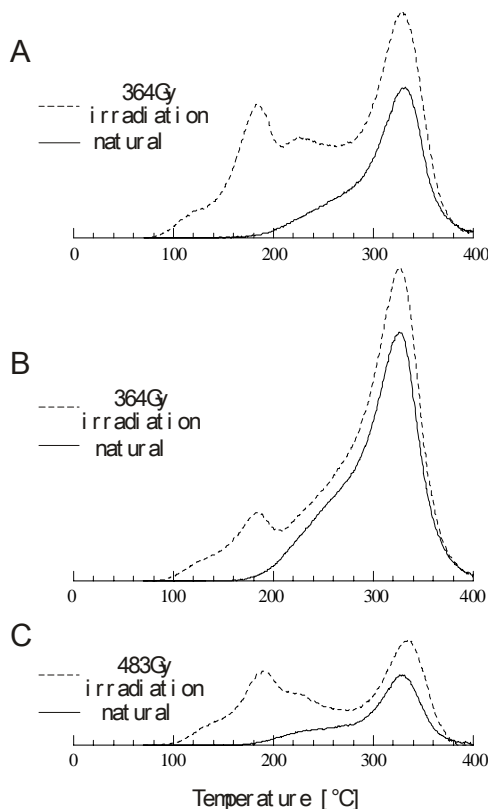 A
364Gy
irradiation
natural
0 100 200 300 400
B
364Gy
irradiation
natural
0 100 200 300 400
C
483Gy
irradiation
natural
0 100 200 300 400
Temperature [°C]